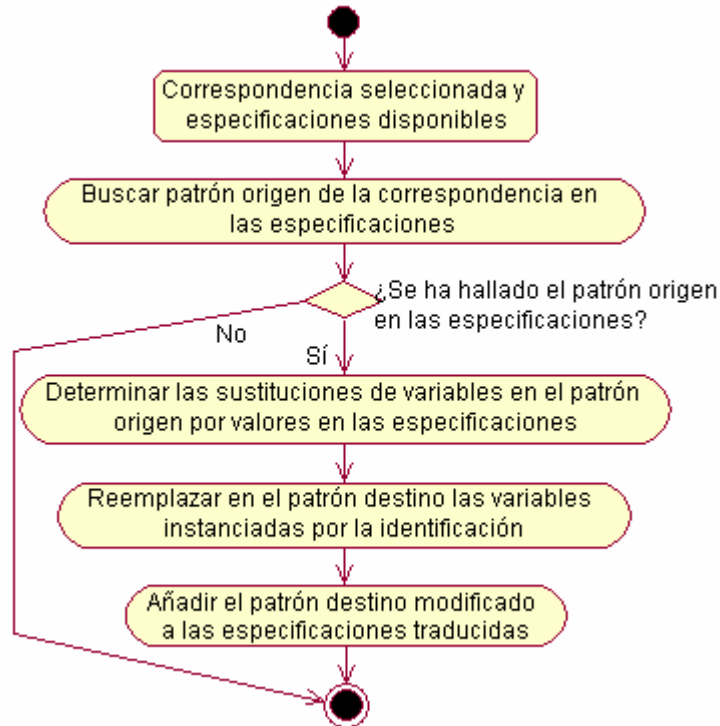 Correspondencia seleccionada y
especificaciones disponibles
Buscar patrón origen de la correspondencia en
las especificaciones
¿Se ha hallado el patrón origen
en las especificaciones?
No
Sí
Determinar las sustituciones de variables en el patrón
origen por valores en las especificaciones
Reemplazar en el patrón destino las variables
instanciadas por la identificación
Añadir el patrón destino modificado
a las especificaciones traducidas